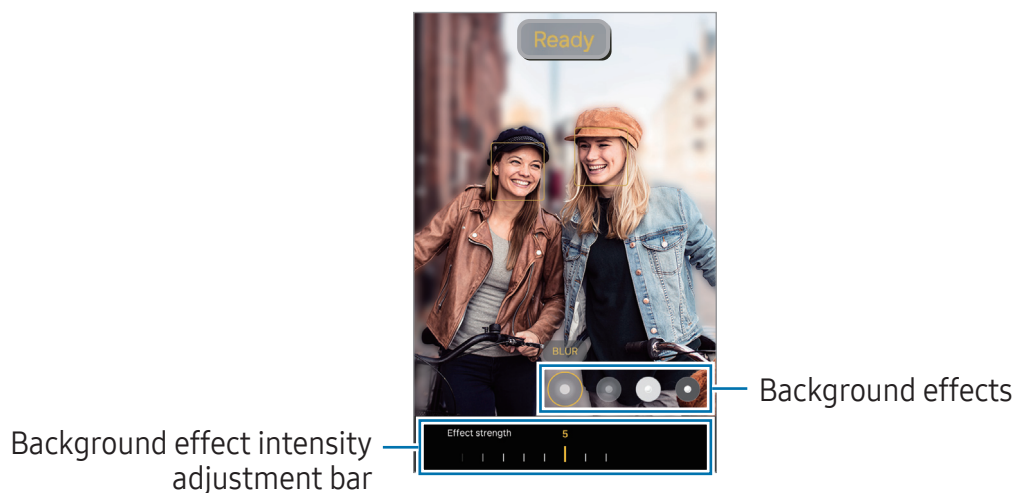 Ready
BLUR
Background effects
Effect strength 5
Background effect intensity
adjustment bar